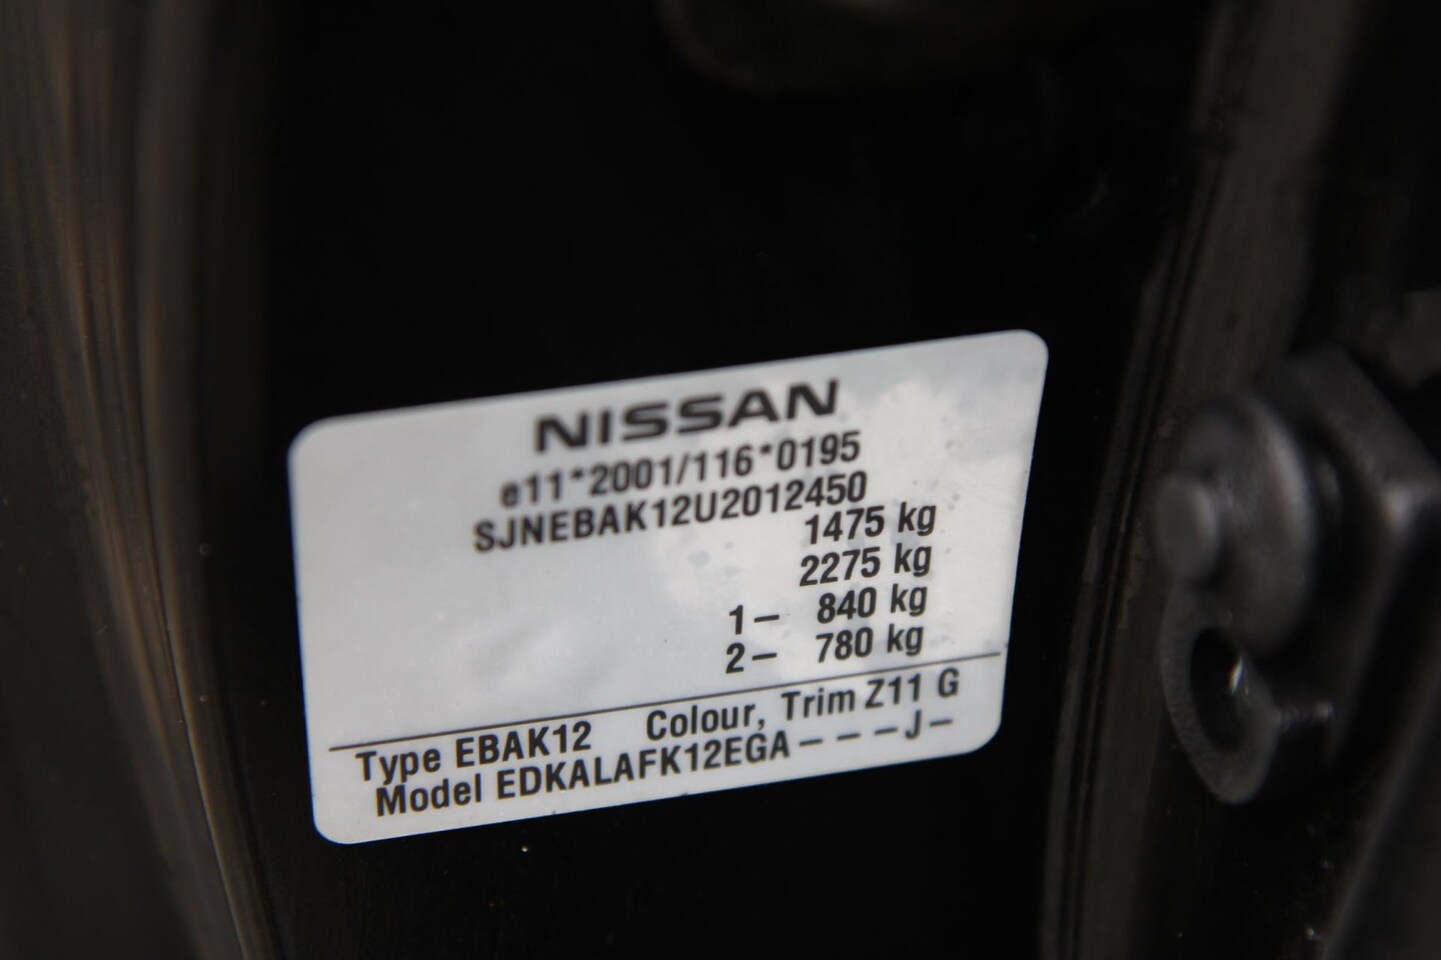 NISSAN
e11*2001/116*0195
SJNEBAK12U2012450
1475 kg
2275 kg
1- 840 kg
2- 780 kg
Type EBAK12 Colour, Trim Z11 G
Model EDKALAFK12EGA---J-